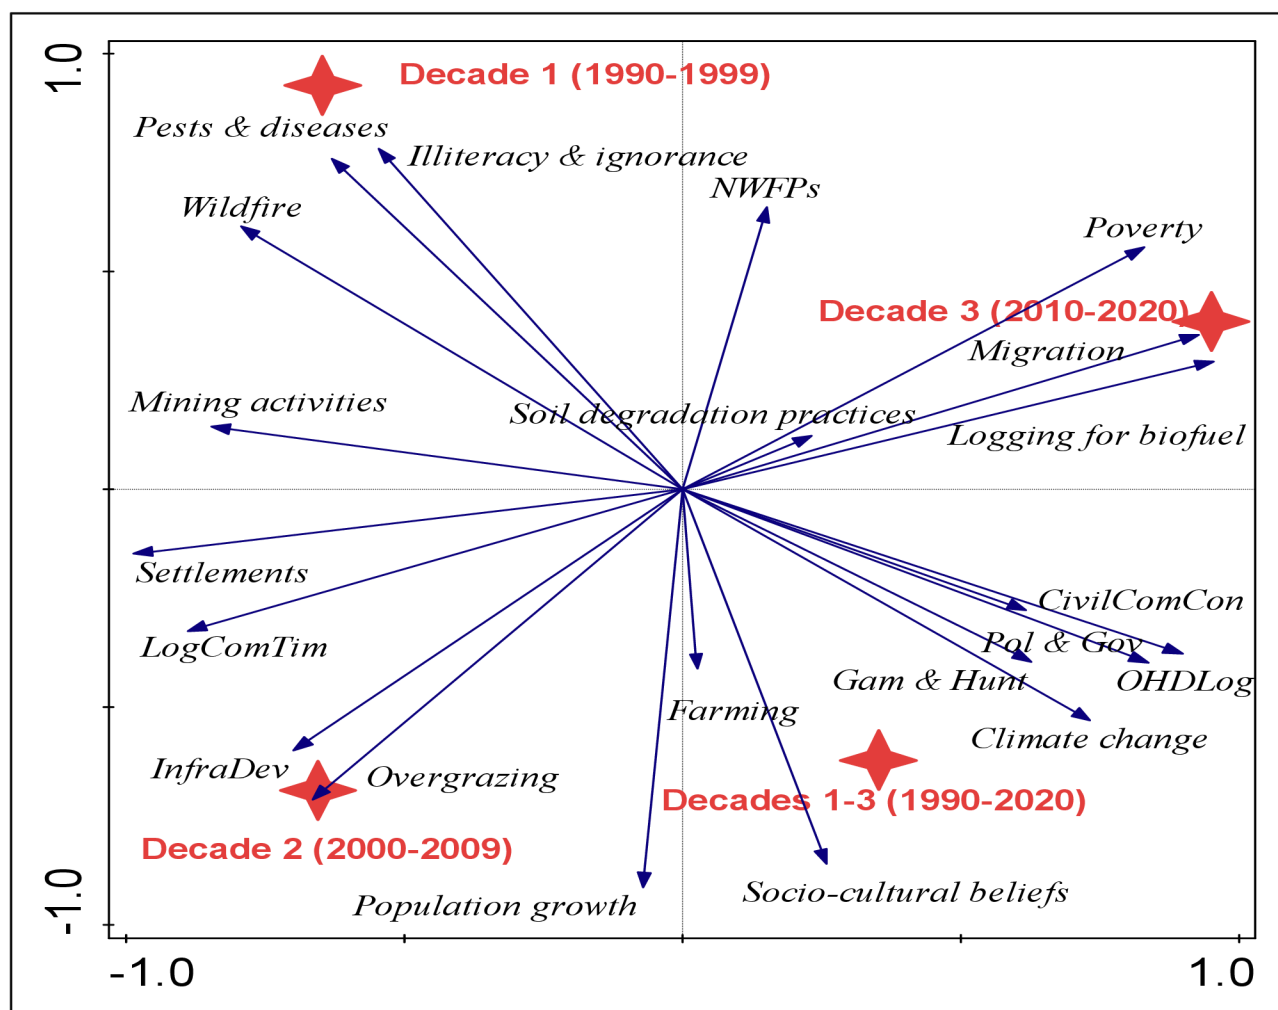 1.0
Decade 1 (1990-1999)
Pests & diseases
Illiteracy & ignorance
NWFPs
Wildfire
Poverty
Decade 3 (2010-2020)
Migration
Mining activities
Soil degradation practices
Logging for biofuel
Settlements
CivilComCon
LogComTim
Pol & Gov
Gam & Hunt
OHDLog
Farming
Climate change
InfraDev
Overgrazing
Decades 1-3 (1990-2020)
Decade 2 (2000-2009)
Population growth
Socio-cultural beliefs
-1.0
-1.0
1.0